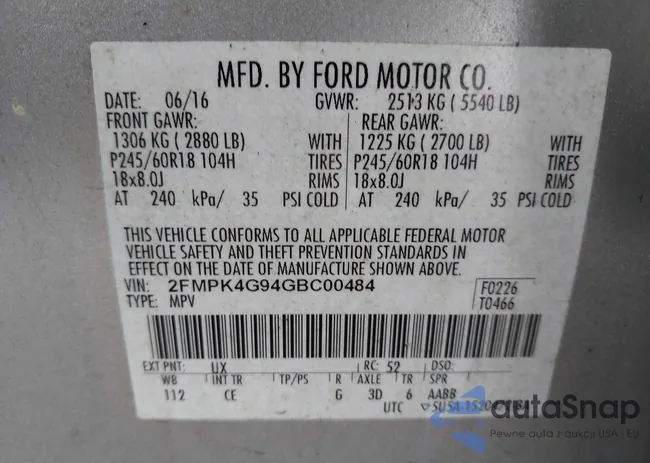 MFD. BY FORD MOTOR CO.
DATE: 06/16 GVWR: 2513 KG ( 5540 LB)
FRONT GAWR: REAR GAWR:
1306 KG ( 2880 LB) WITH 1225 KG ( 2700 LB) WITH
P245/60R18 104H TIRES P245/60R18 104H TIRES
18x8.0J RIMS 18x8.0J RIMS
AT 240 kPa/ 35 PSI COLD AT 240 kPa/ 35 PSI COLD
THIS VEHICLE CONFORMS TO ALL APPLICABLE FEDERAL MOTOR
VEHICLE SAFETY AND THEFT PREVENTION STANDARDS IN
EFFECT ON THE DATE OF MANUFACTURE SHOWN ABOVE.
VIN: 2FMPK4G94GBC00484 F0226
TYPE: MPV T0466
EXT PNT: UX RC: 52 DSO:
WB INT TR TP/PS R AXLE TR SPR
112 CE G 3D 6 AABB
UTC
autaSnap
Pewne auta z aukcji USA i EU